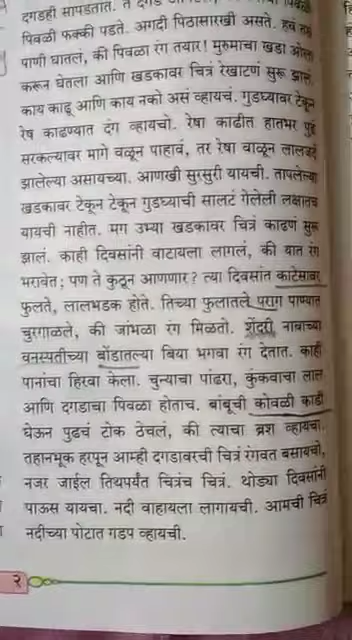 दगडही सापडतात. ते दगड
पिवळी फक्की पडते. अगदी पिठासारखी असते. हवं तसं
पाणी घातलं, की पिवळा रंग तयार! मुरुमाचा खडा ओला
करून घेतला आणि खडकावर चित्रं रेखाटणं सुरू झालं.
काय काढू आणि काय नको असं व्हायचं. गुडघ्यावर टेकून
रेष काढण्यात दंग व्हायचो. रेषा काढीत हातभर पुढं
सरकल्यावर मागे वळून पाहावं, तर रेषा वाळून लालजर्द
झालेल्या असायच्या. आणखी सुरसुरी यायची. तापलेल्या
खडकावर टेकून टेकून गुडघ्याची सालटं गेलेली लक्षातच
यायची नाहीत. मग उभ्या खडकावर चित्रं काढणं सुरू
झालं. काही दिवसांनी वाटायला लागलं, की यात रंग
भरावेत; पण ते कुठून आणणार? त्या दिवसांत काटेसावर
फुलते, लालभडक होते. तिच्या फुलातले पराग पाण्यात
चुरगाळले, की जांभळा रंग मिळतो. शेंदरी नावाच्या
वनस्पतीच्या बोंडातल्या बिया भगवा रंग देतात. काही
पानांचा हिरवा केला. चुन्याचा पांढरा, कुंकवाचा लाल
आणि दगडाचा पिवळा होताच. बांबूची कोवळी काडी
घेऊन पुढचं टोक ठेचलं, की त्याचा ब्रश व्हायचा.
तहानभूक हरपून आम्ही दगडावरची चित्रं रंगवत बसायचो,
नजर जाईल तिथपर्यंत चित्रंच चित्रं. थोड्या दिवसांनी
पाऊस यायचा. नदी वाहायला लागायची. आमची चित्रं
नदीच्या पोटात गडप व्हायची.
२